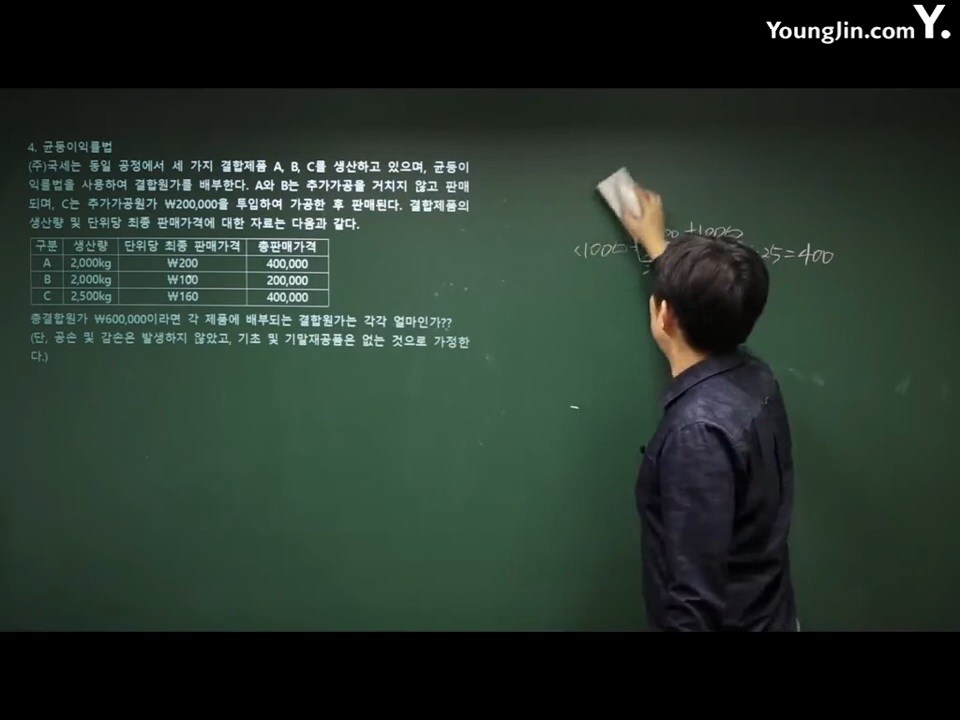 YoungJin.com Y.
4. 균등이익률법
(주)국세는 동일 공정에서 세 가지 결합제품 A, B, C를 생산하고 있으며, 균등이
익률법을 사용하여 결합원가를 배부한다. A와 B는 추가가공을 거치지 않고 판매
되며, C는 추가가공원가 ₩200,000을 투입하여 가공한 후 판매된다. 결합제품의
생산량 및 단위당 최종 판매가격에 대한 자료는 다음과 같다.
구분 생산량 단위당 최종 판매가격 총판매가격
A 2,000kg ₩200 400,000
B 2,000kg ₩100 200,000
C 2,500kg ₩160 400,000
총결합원가 ₩600,000이라면 각 제품에 배부되는 결합원가는 각각 얼마인가??
(단, 공손 및 감손은 발생하지 않았고, 기초 및 기말재공품은 없는 것으로 가정한
다.)
+1000
25=400